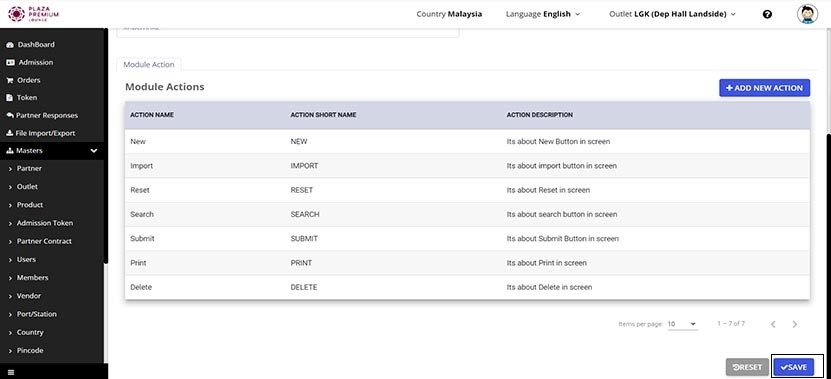 PLAZA
PREMIUM
LOUNGE
Country Malaysia
Language English
Outlet LGK (Dep Hall Landside)
DashBoard
Admission
Orders
Token
Partner Responses
File Import/Export
Masters
Partner
Outlet
Product
Admission Token
Partner Contract
Users
Members
Vendor
Port/Station
Country
Pincode
Module Action
Module Actions
+ ADD NEW ACTION
ACTION NAME ACTION SHORT NAME ACTION DESCRIPTION
New NEW Its about New Button in screen
Import IMPORT Its about import button in screen
Reset RESET Its about Reset in screen
Search SEARCH Its about search button in screen
Submit SUBMIT Its about Submit Button in screen
Print PRINT Its about Print in screen
Delete DELETE Its about Delete in screen
Items per page: 10 1 – 7 of 7
RESET
SAVE